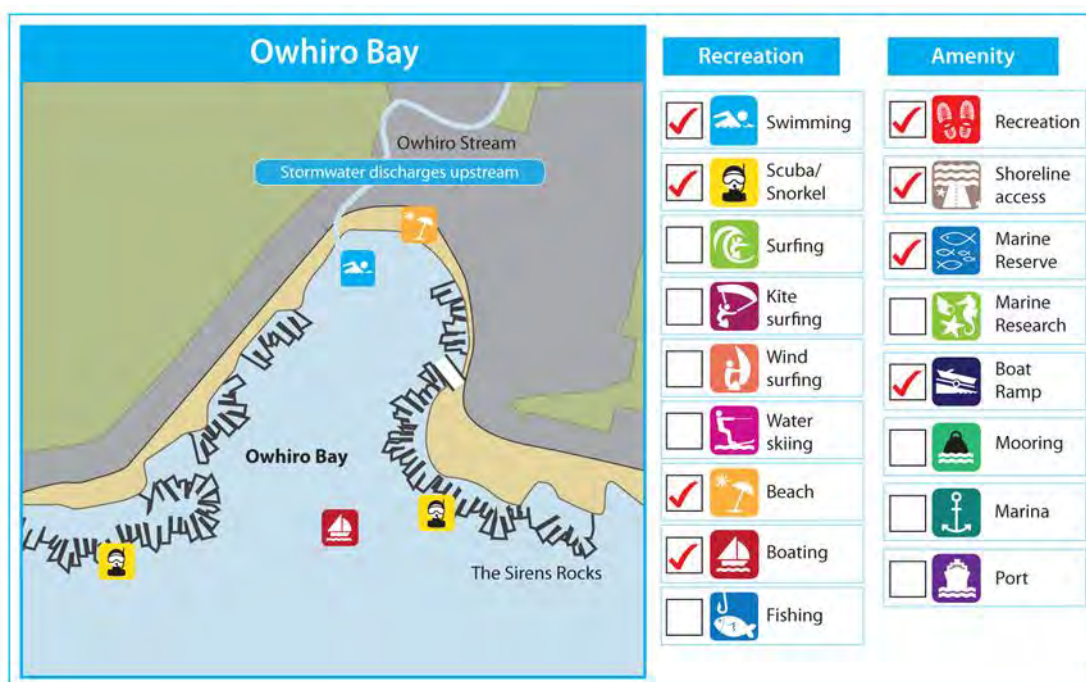 Owhiro Bay
Owhiro Stream
Stormwater discharges upstream
Owhiro Bay
The Sirens Rocks
Recreation
Swimming
Scuba/
Snorkel
Surfing
Kite
surfing
Wind
surfing
Water
skiing
Beach
Boating
Fishing
Amenity
Recreation
Shoreline
access
Marine
Reserve
Marine
Research
Boat
Ramp
Mooring
Marina
Port